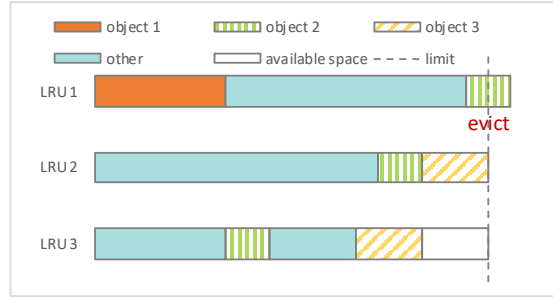 object 1 object 2 object 3
other available space limit
LRU 1
evict
LRU 2
LRU 3